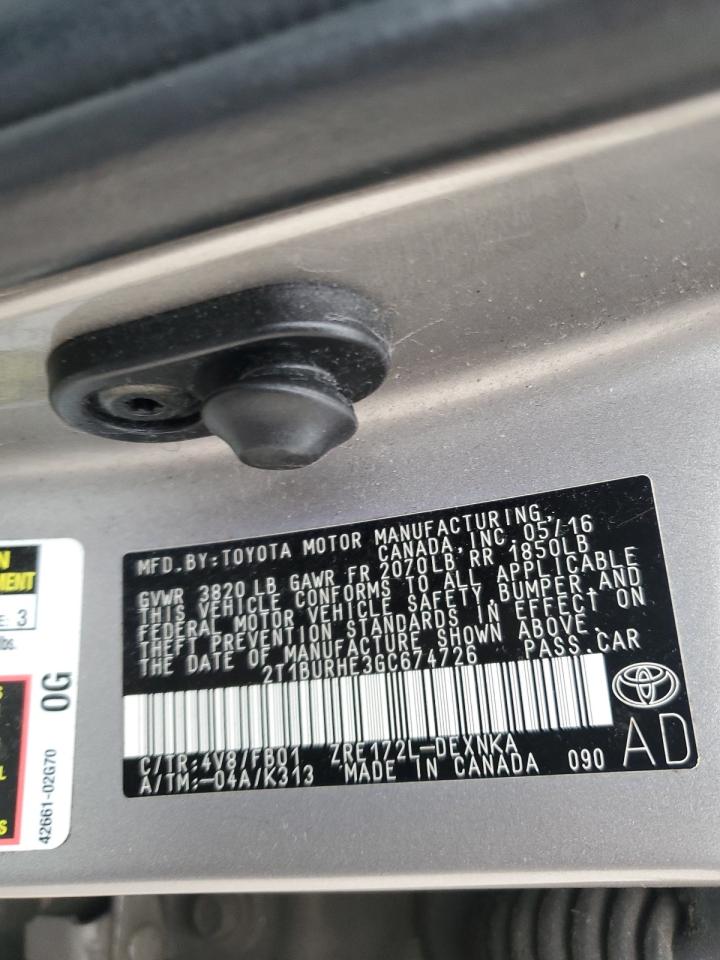 MFD. BY: TOYOTA MOTOR MANUFACTURING,
CANADA, INC. 05/16
GVWR 3820 LB GAWR FR 2070LB RR 1850LB
THIS VEHICLE CONFORMS TO ALL APPLICABLE
FEDERAL MOTOR VEHICLE SAFETY BUMPER, AND
THEFT PREVENTION STANDARDS IN EFFECT ON
THE DATE OF MANUFACTURE SHOWN ABOVE.
2T1BURHE3GC674726 PASS.CAR
C/TR:4V8/FB01 ZRE172L-DEXNKA
A/TM:-04A/K313 MADE IN CANADA 090
AD
N
MENT
E: 3
lbs.
0G
S
L
S
42661-02G70